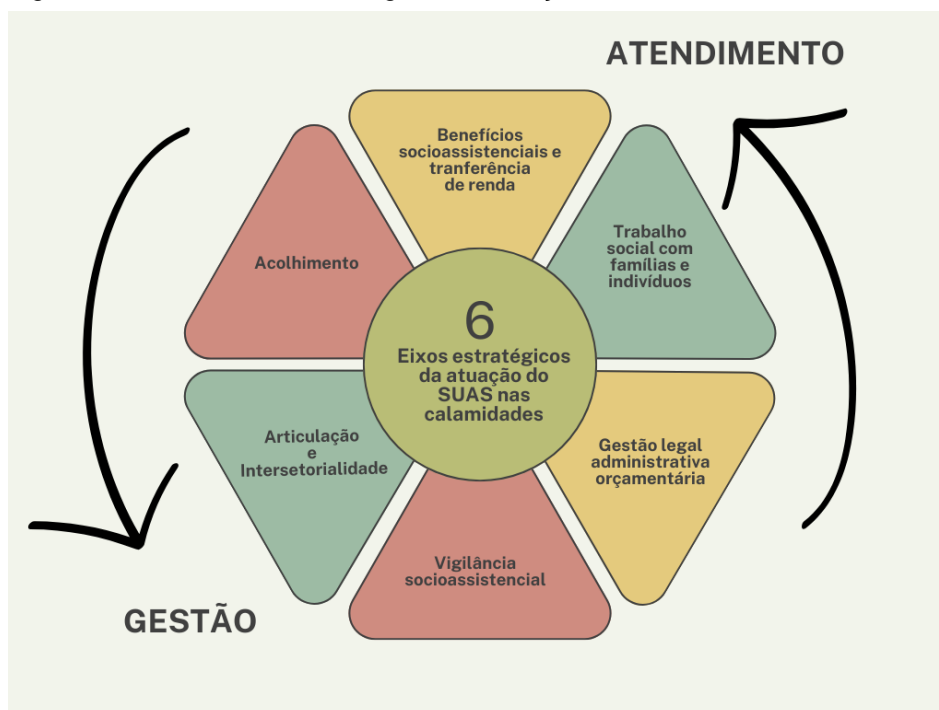 ATENDIMENTO
Benefícios
socioassistenciais e
tranferência
de renda
Trabalho
social com
famílias e
indivíduos
Acolhimento
6
Eixos estratégicos
da atuação do
SUAS nas
calamidades
Articulação
e
Intersetorialidade
Gestão legal
administrativa
orçamentária
Vigilância
socioassistencial
GESTÃO